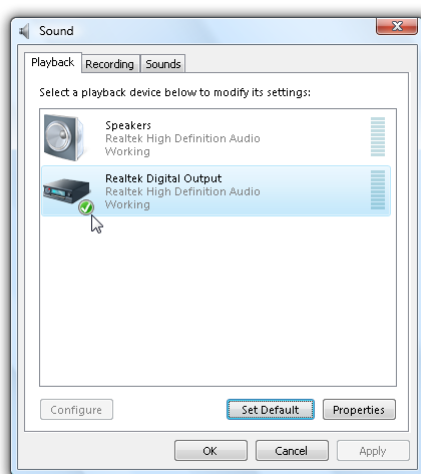 Sound
Playback Recording Sounds
Select a playback device below to modify its settings:
Speakers
Realtek High Definition Audio
Working
Realtek Digital Output
Realtek High Definition Audio
Working
Configure Set Default Properties
OK Cancel Apply